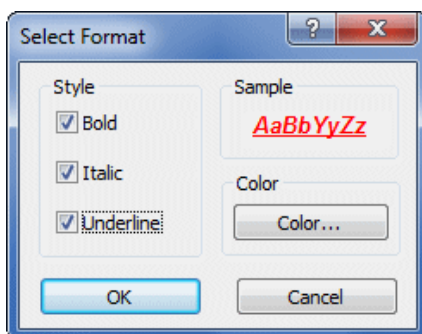 Select Format
?
X
Style
Bold
Italic
Underline
Sample
AaBbYyZz
Color
Color...
OK
Cancel